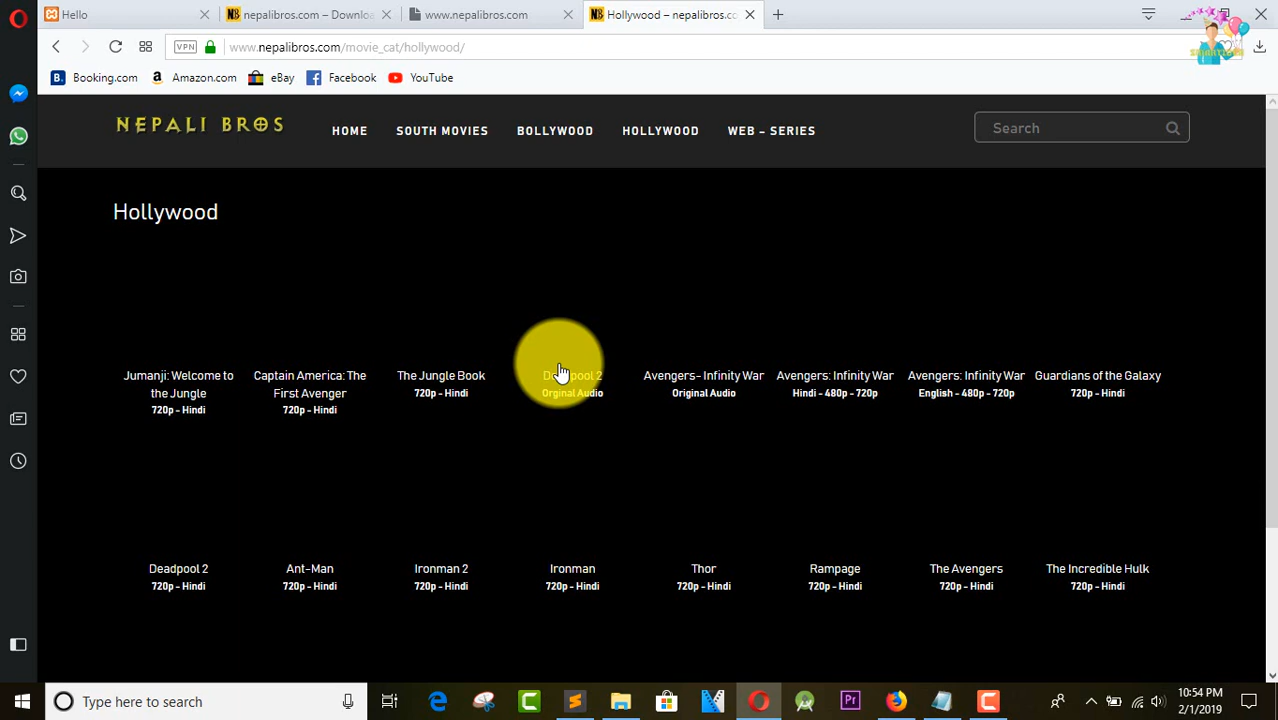 Hello
nepalibros.com – Downloa
www.nepalibros.com
Hollywood – nepalibros.co
VPN
www.nepalibros.com/movie_cat/hollywood/
Booking.com
Amazon.com
eBay
Facebook
YouTube
NEPALI BROS
HOME
SOUTH MOVIES
BOLLYWOOD
HOLLYWOOD
WEB – SERIES
Search
Hollywood
Jumanji: Welcome to
the Jungle
720p – Hindi
Captain America: The
First Avenger
720p – Hindi
The Jungle Book
720p – Hindi
Deadpool 2
Orginal Audio
Avengers– Infinity War
Original Audio
Avengers: Infinity War
Hindi – 480p – 720p
Avengers: Infinity War
English – 480p – 720p
Guardians of the Galaxy
720p – Hindi
Deadpool 2
720p – Hindi
Ant-Man
720p – Hindi
Ironman 2
720p – Hindi
Ironman
720p – Hindi
Thor
720p – Hindi
Rampage
720p – Hindi
The Avengers
720p – Hindi
The Incredible Hulk
720p – Hindi
Type here to search
10:54 PM
2/1/2019